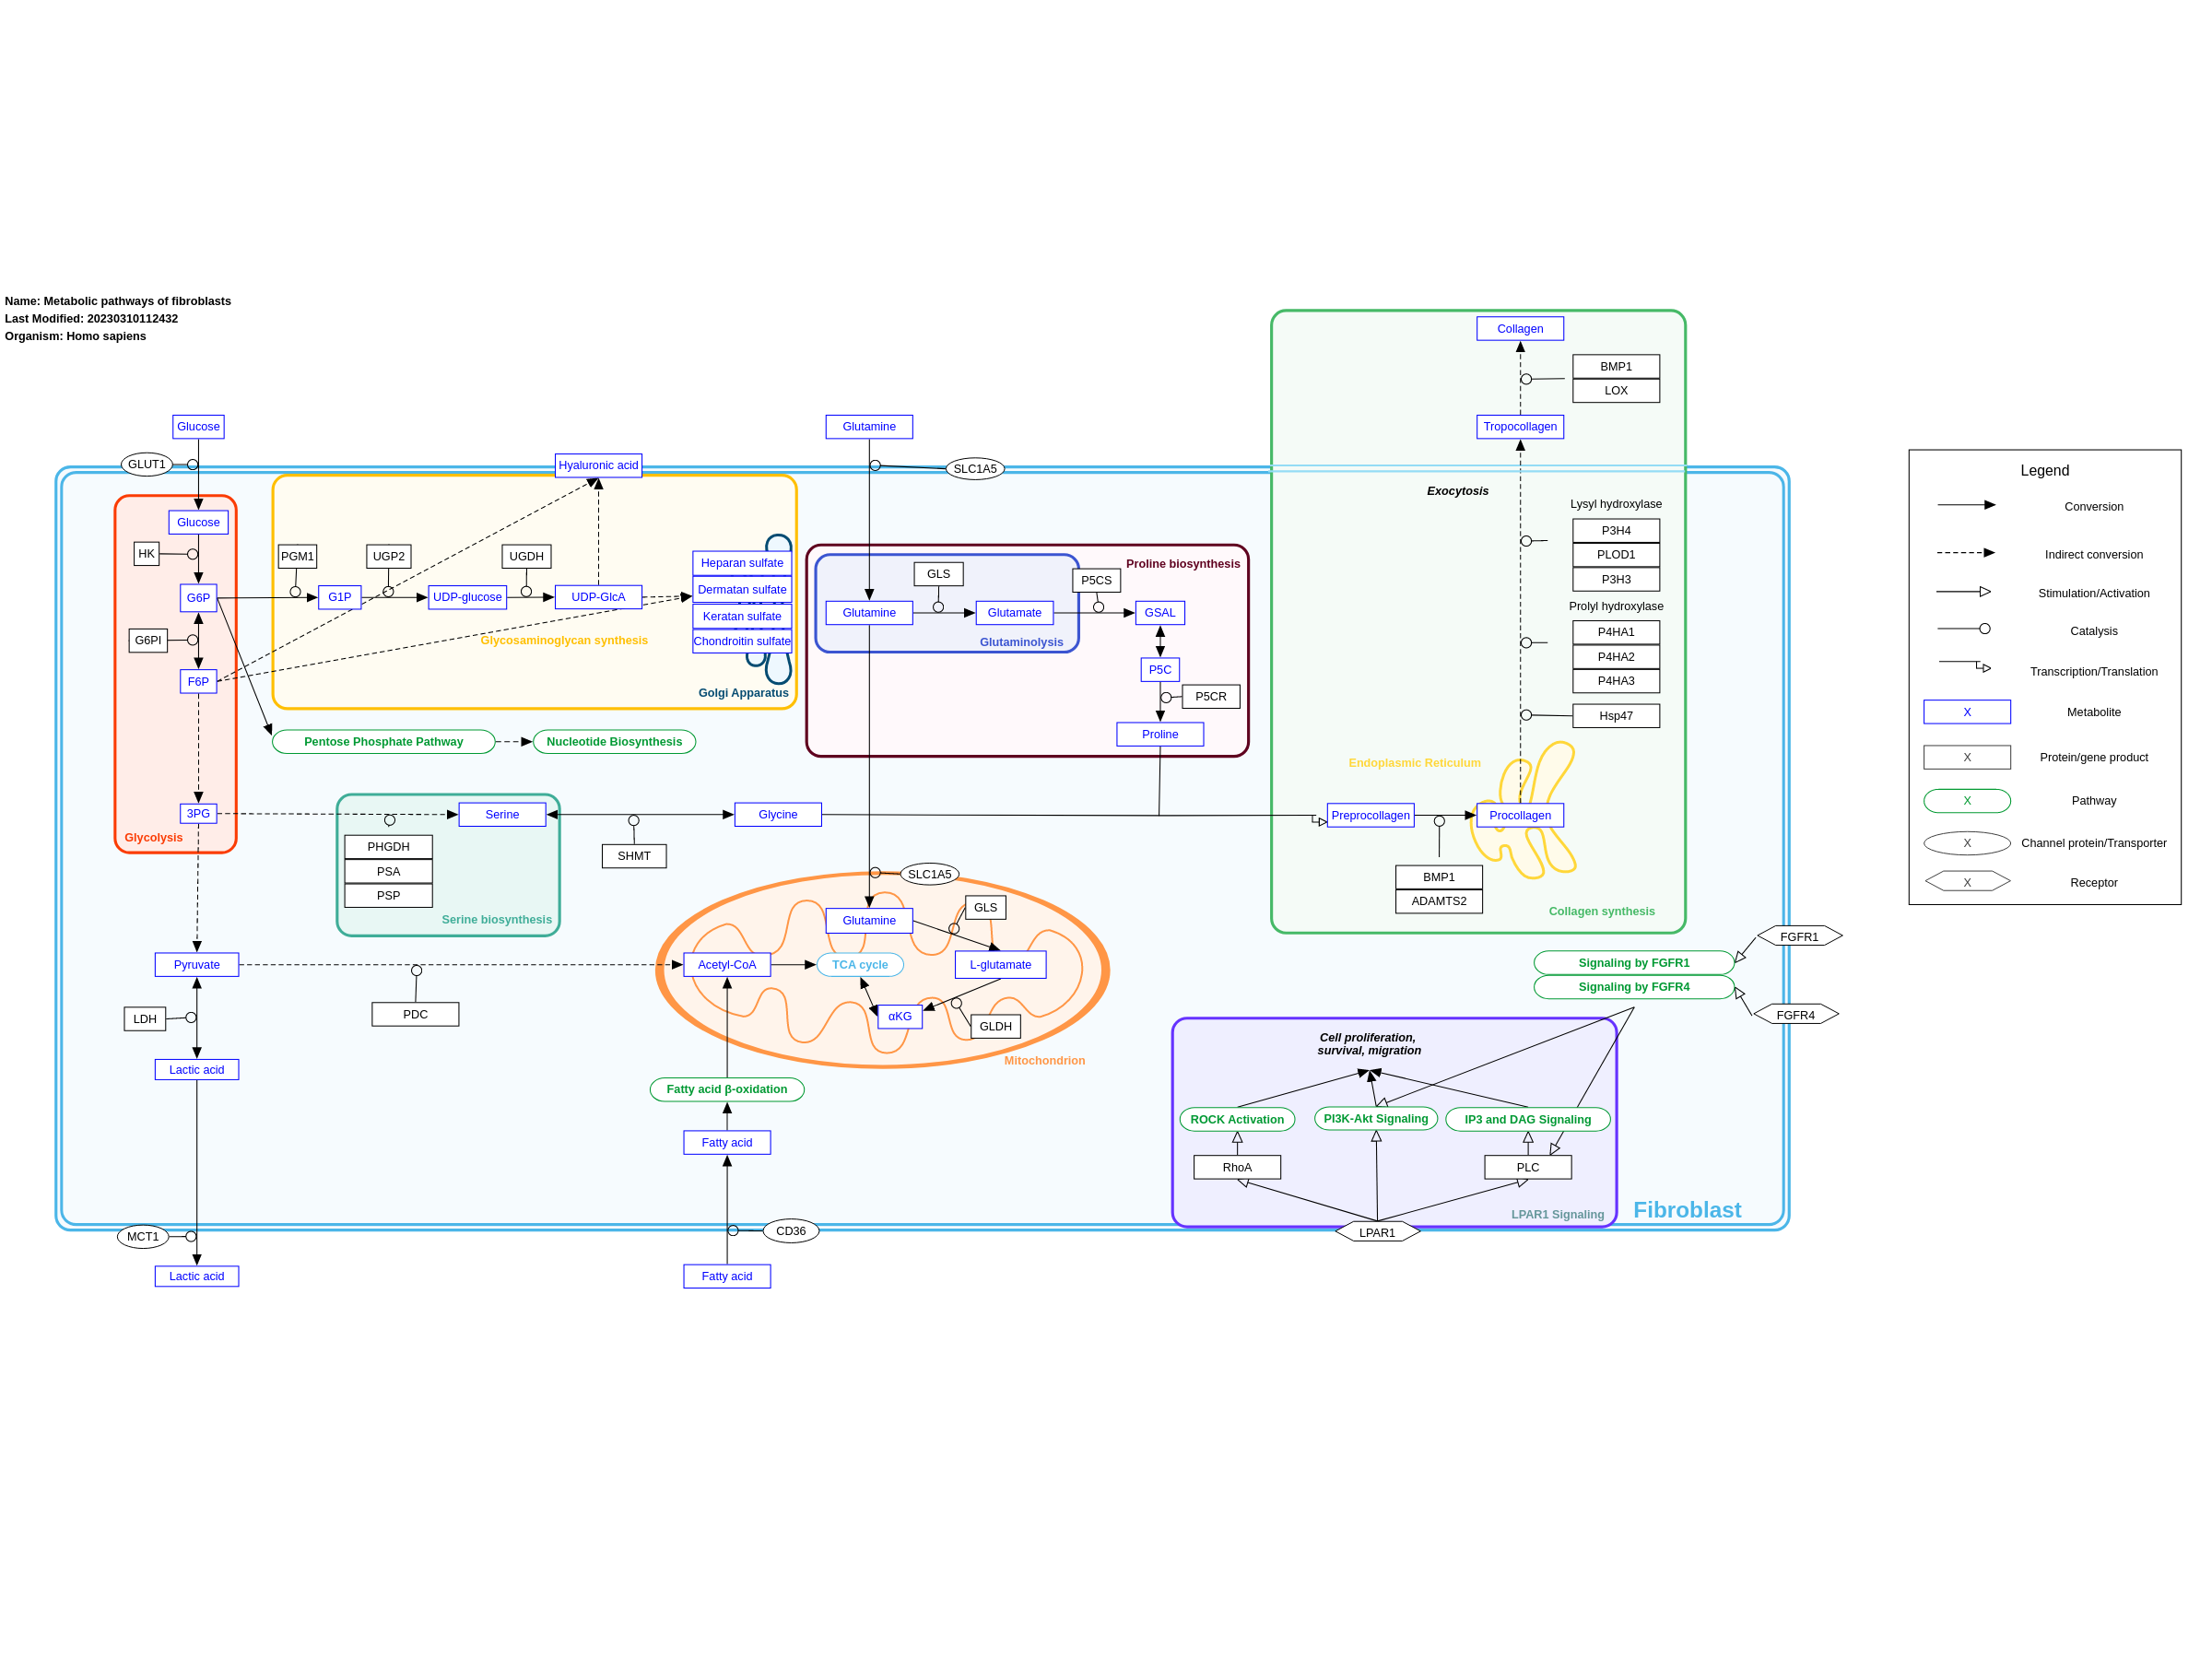 Name: Metabolic pathways of fibroblasts
Last Modified: 20230310112432
Organism: Homo sapiens
Collagen
BMP1
LOX
Glucose
Glutamine
Tropocollagen
GLUT1
Hyaluronic acid
SLC1A5
Exocytosis
Lysyl hydroxylase
P3H4
PLOD1
P3H3
Prolyl hydroxylase
P4HA1
P4HA2
P4HA3
Hsp47
Glucose
HK
G6P
G6PI
F6P
3PG
Glycolysis
PGM1
UGP2
UGDH
G1P
UDP-glucose
UDP-GlcA
Heparan sulfate
Dermatan sulfate
Keratan sulfate
Chondroitin sulfate
Glycosaminoglycan synthesis
Golgi Apparatus
Proline biosynthesis
GLS
P5CS
Glutamine
Glutamate
GSAL
Glutaminolysis
P5C
P5CR
Proline
Pentose Phosphate Pathway
Nucleotide Biosynthesis
Endoplasmic Reticulum
Serine
Glycine
Preprocollagen
Procollagen
PHGDH
PSA
PSP
Serine biosynthesis
SHMT
BMP1
ADAMTS2
Collagen synthesis
SLC1A5
Glutamine
GLS
Pyruvate
Acetyl-CoA
TCA cycle
L-glutamate
PDC
αKG
GLDH
Mitochondrion
LDH
Lactic acid
Fatty acid β-oxidation
Fatty acid
FGFR1
Signaling by FGFR1
Signaling by FGFR4
FGFR4
Cell proliferation,
survival, migration
ROCK Activation
PI3K-Akt Signaling
IP3 and DAG Signaling
RhoA
PLC
LPAR1 Signaling
Fibroblast
LPAR1
MCT1
CD36
Lactic acid
Fatty acid
Legend
Conversion
Indirect conversion
Stimulation/Activation
Catalysis
Transcription/Translation
X Metabolite
X Protein/gene product
X Pathway
X Channel protein/Transporter
X Receptor